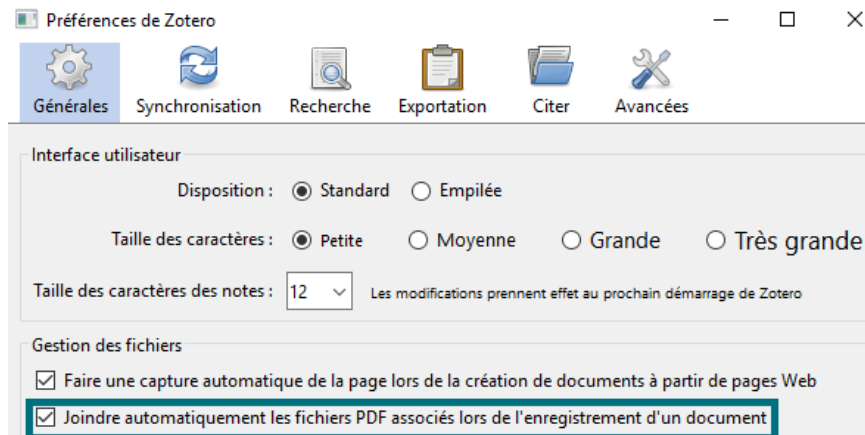 Préférences de Zotero
Générales Synchronisation Recherche Exportation Citer Avancées
Interface utilisateur
Disposition : Standard Empilée
Taille des caractères : Petite Moyenne Grande Très grande
Taille des caractères des notes : 12 Les modifications prennent effet au prochain démarrage de Zotero
Gestion des fichiers
Faire une capture automatique de la page lors de la création de documents à partir de pages Web
Joindre automatiquement les fichiers PDF associés lors de l'enregistrement d'un document